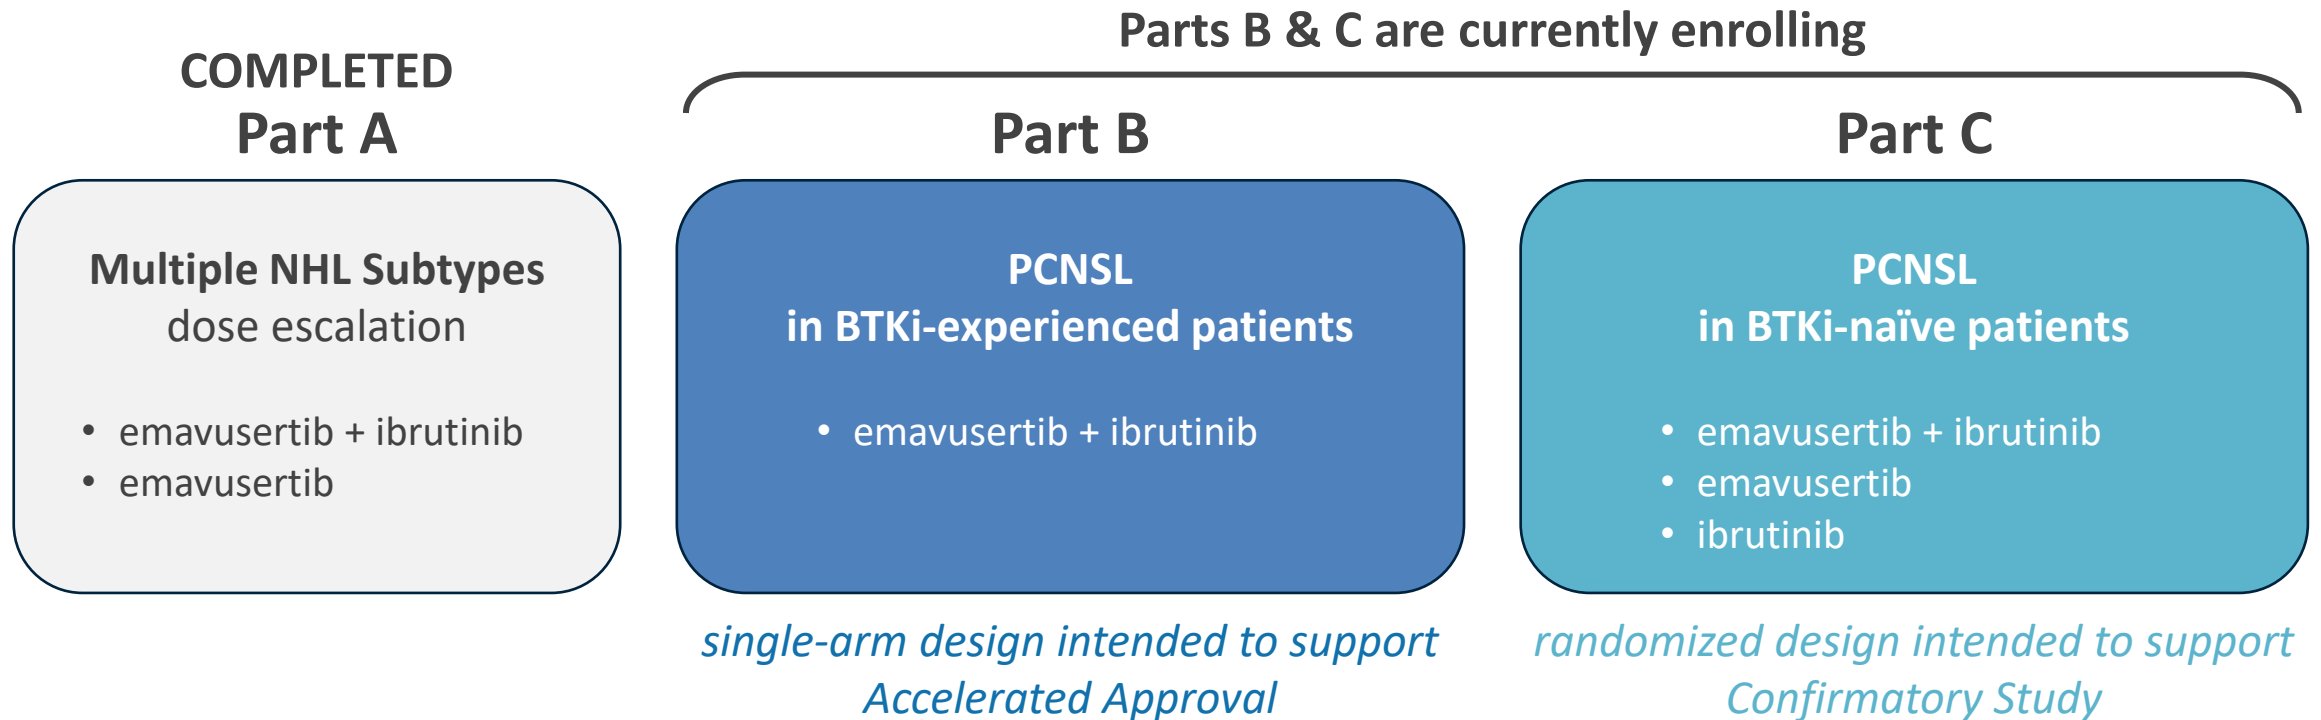 COMPLETED
Part A
Multiple NHL Subtypes
dose escalation
• emavusertib + ibrutinib
• emavusertib
Parts B & C are currently enrolling
Part B
PCNSL
in BTKi-experienced patients
• emavusertib + ibrutinib
single-arm design intended to support
Accelerated Approval
Part C
PCNSL
in BTKi-naïve patients
• emavusertib + ibrutinib
• emavusertib
• ibrutinib
randomized design intended to support
Confirmatory Study